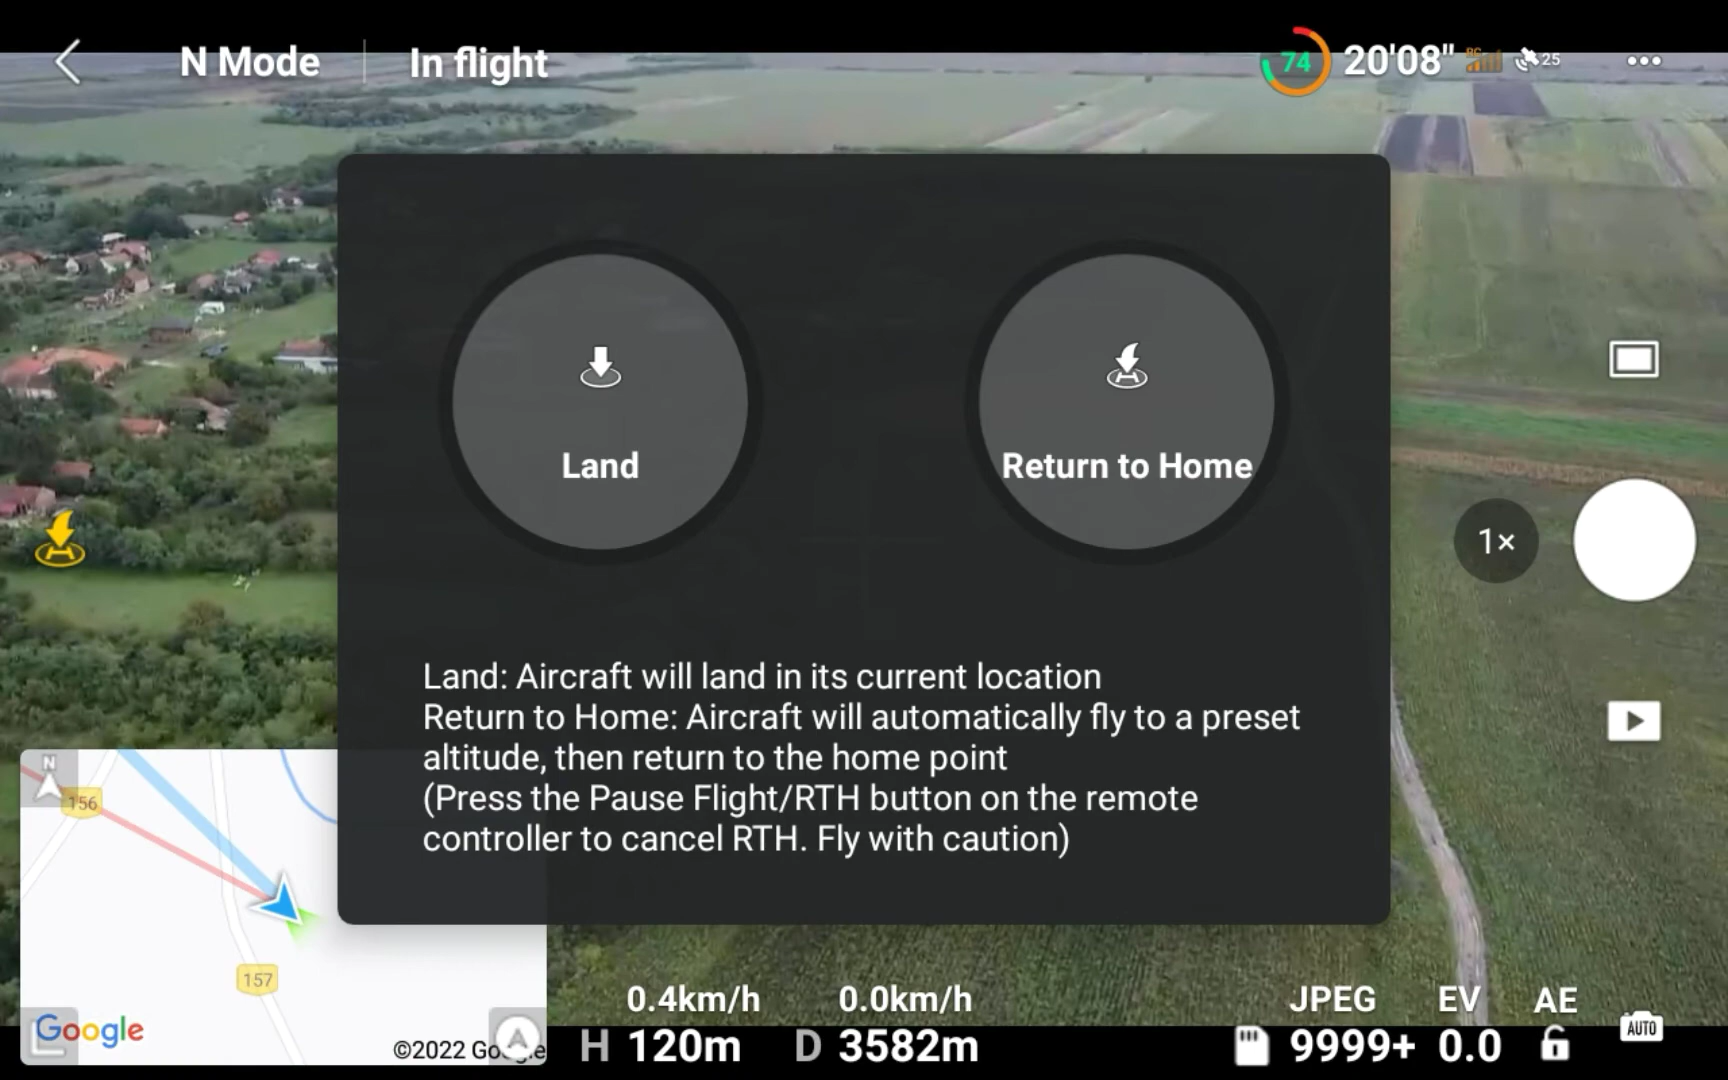 N Mode
In flight
74
20'08"
RC
25
Land
Return to Home
1×
Land: Aircraft will land in its current location
Return to Home: Aircraft will automatically fly to a preset
altitude, then return to the home point
(Press the Pause Flight/RTH button on the remote
controller to cancel RTH. Fly with caution)
N
156
157
Google
©2022 Google
A
0.4km/h
0.0km/h
H 120m
D 3582m
JPEG
9999+
EV
0.0
AE
AUTO